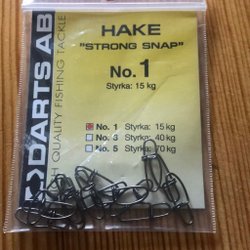 HAKE
"STRONG SNAP"
No. 1
Styrka: 15 kg
No. 1 Styrka: 15 kg
No. 3 Styrka: 40 kg
No. 5 Styrka: 70 kg
DARTS AB
HIGH QUALITY FISHING TACKLE